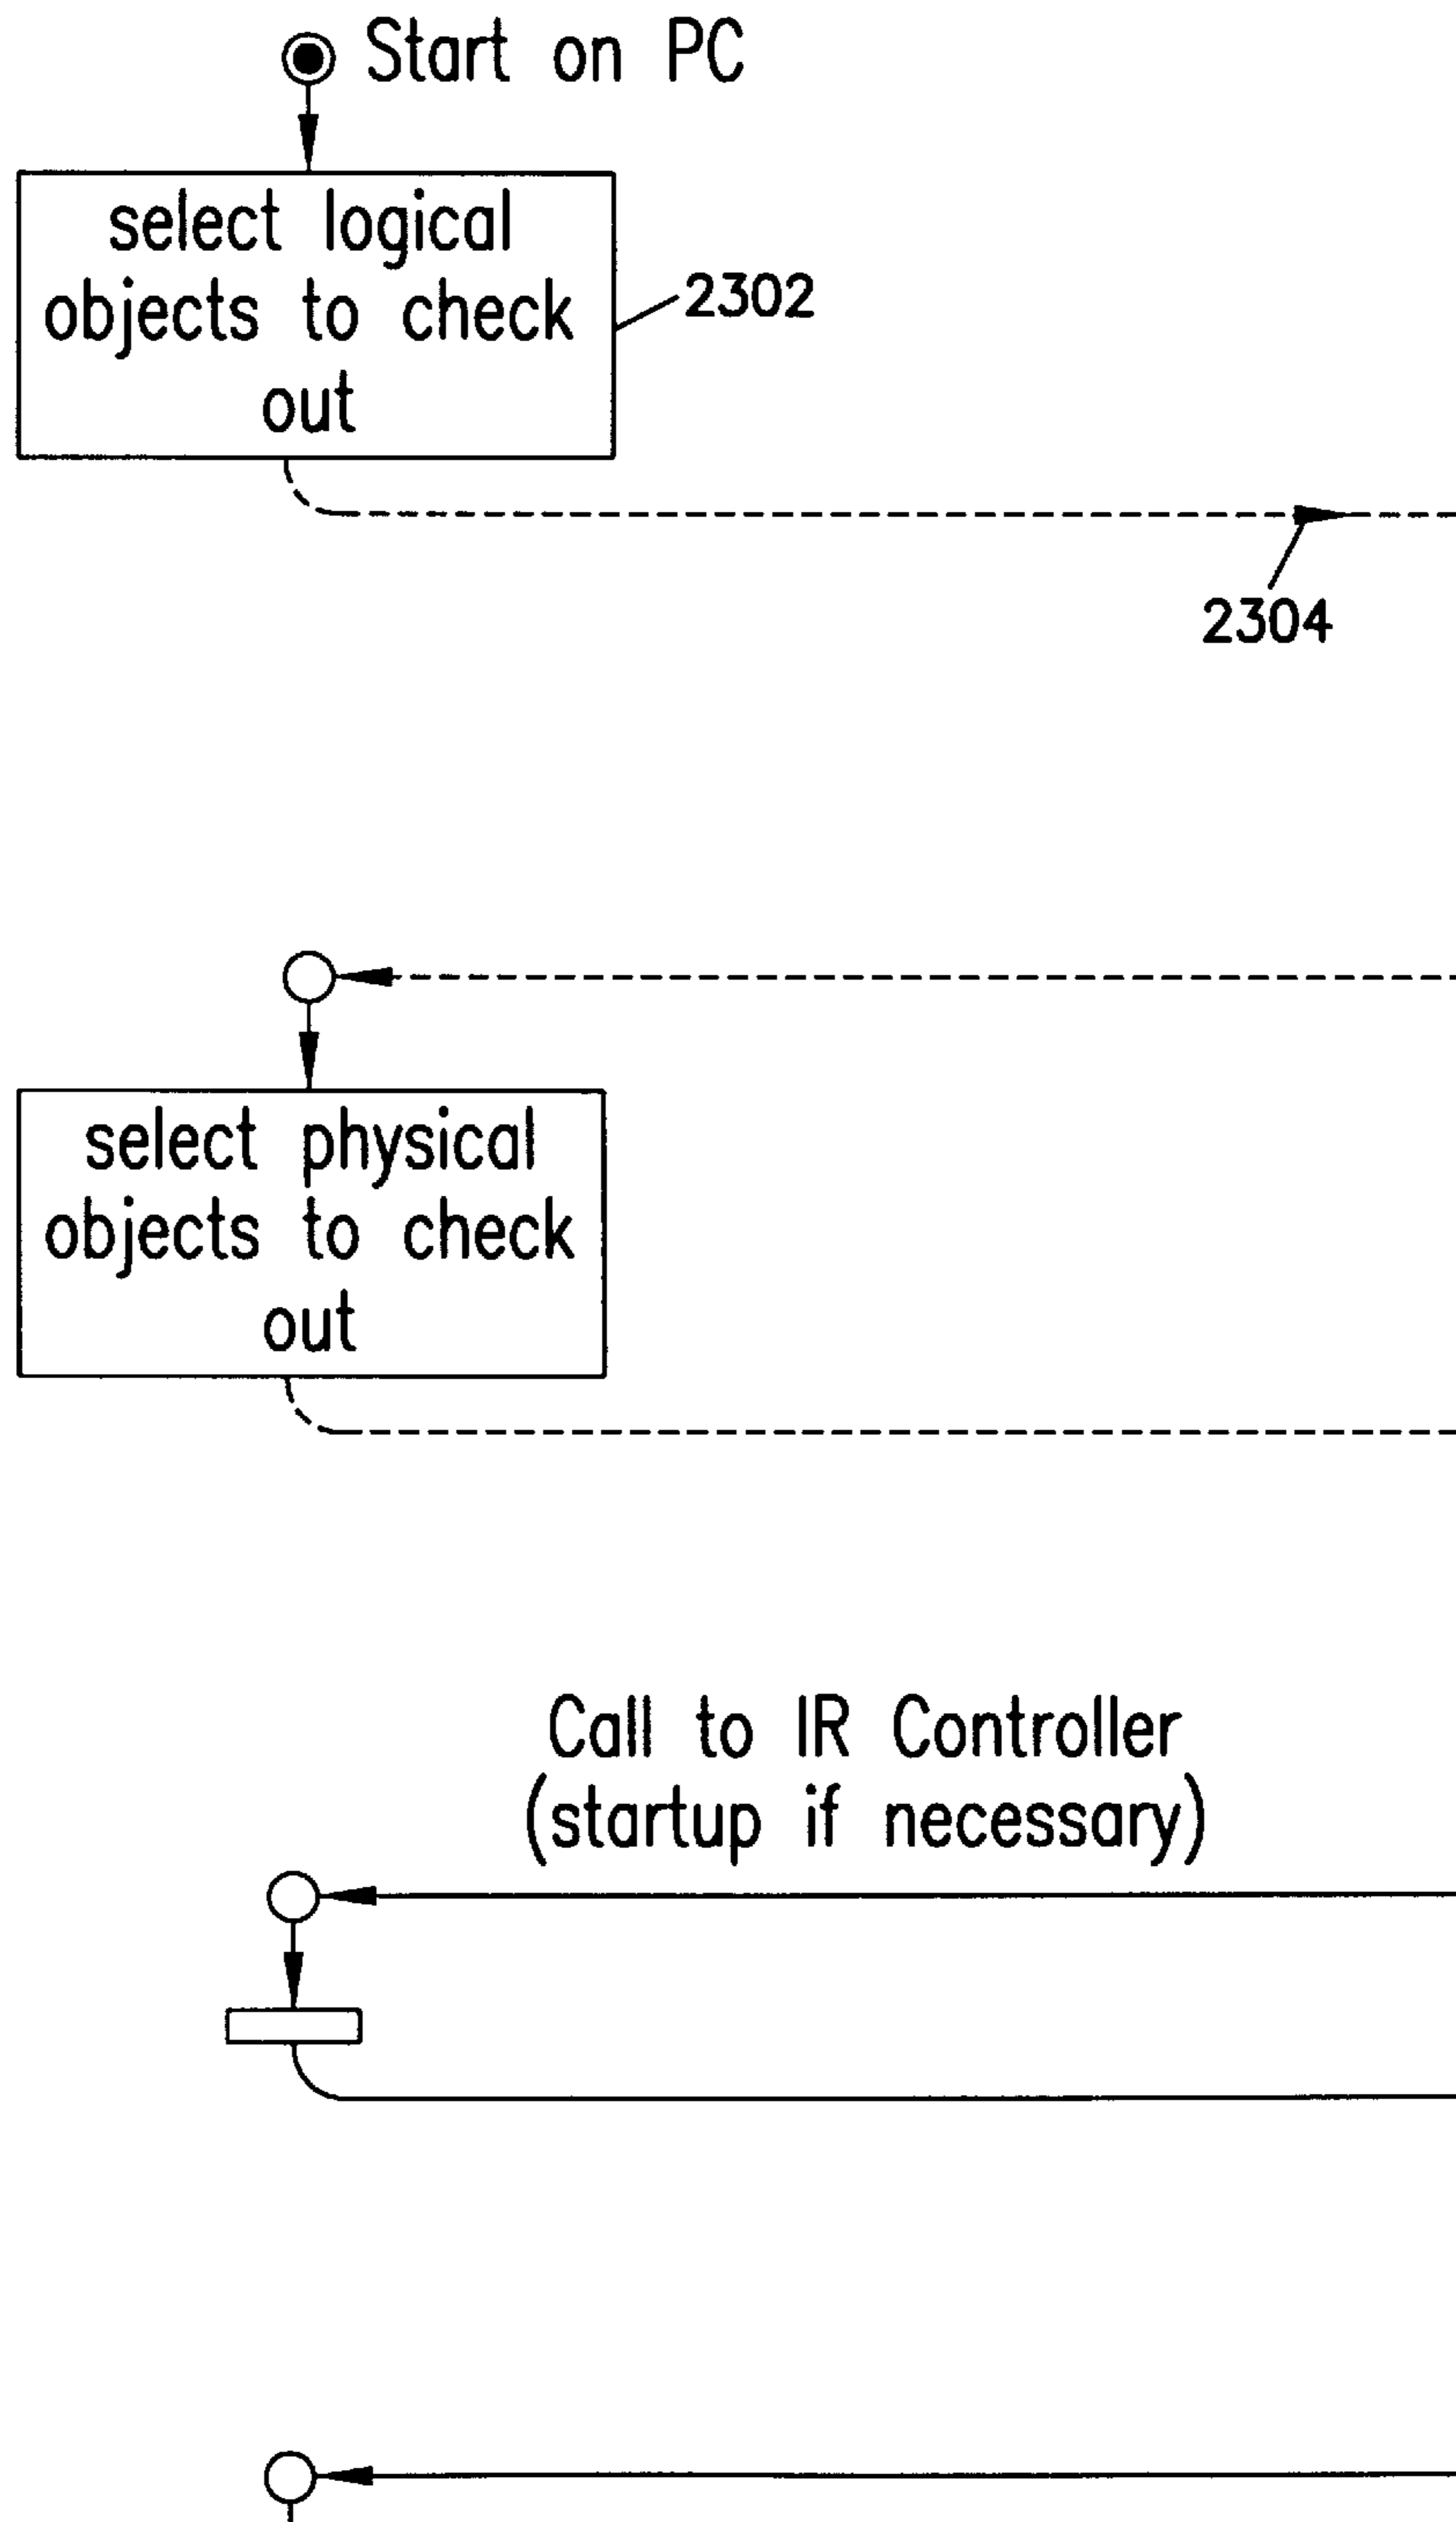 Start on PC
select logical
objects to check
out
2302
2304
select physical
objects to check
out
Call to IR Controller
(startup if necessary)